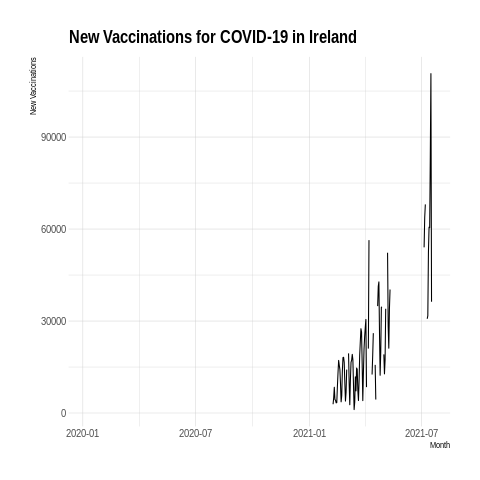 New Vaccinations for COVID-19 in Ireland
New Vaccinations
90000
60000
30000
0
2020-01 2020-07 2021-01 2021-07
Month